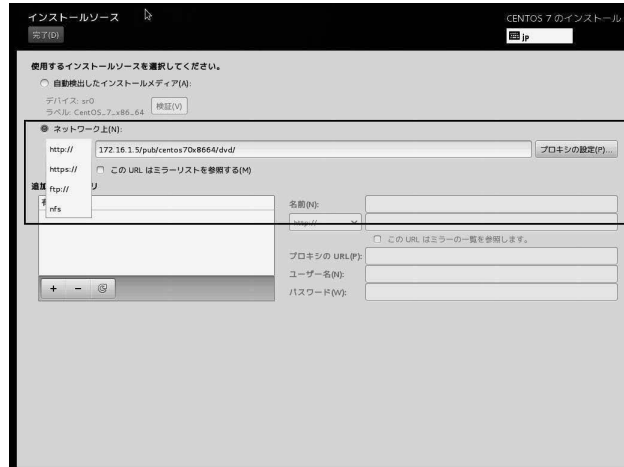 インストールソース
CENTOS 7 のインストール
完了(D)
jp
使用するインストールソースを選択してください。
自動検出したインストールメディア(A):
デバイス: sr0
ラベル: CentOS_7_x86_64
検証(V)
ネットワーク上(N):
http://
172.16.1.5/pub/centos70x8664/dvd/
プロキシの設定(P)...
https://
この URL はミラーリストを参照する(M)
追加
リ
ftp://
nfs
名前(N):
http://
この URL はミラーの一覧を参照します。
プロキシの URL(P):
ユーザー名(N):
パスワード(W):